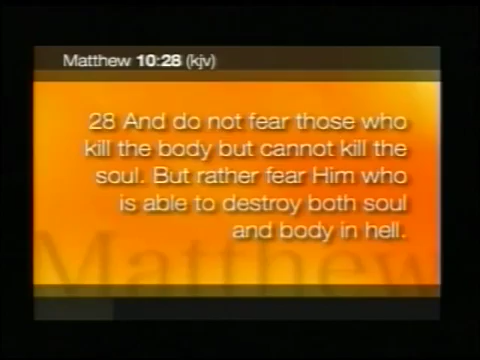 Matthew 10:28 (kjv)
28 And do not fear those who
kill the body but cannot kill the
soul. But rather fear Him who
is able to destroy both soul
and body in hell.
Matthew